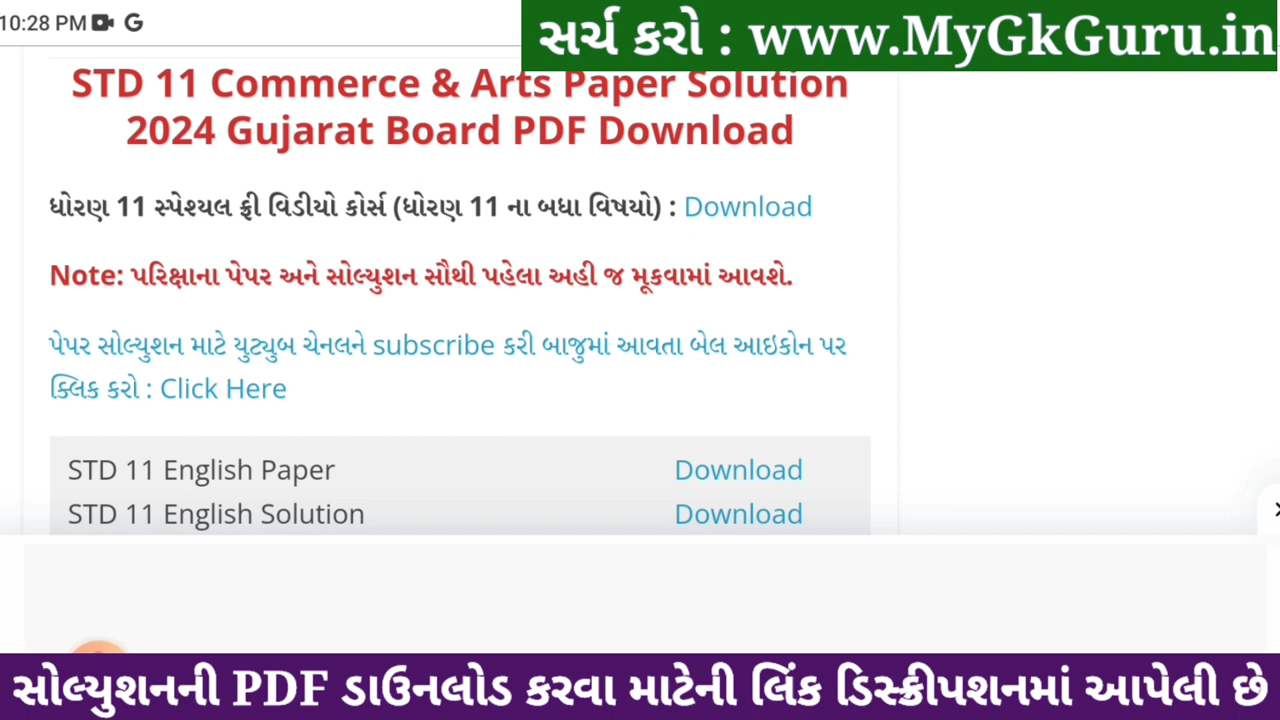 10:28 PM
સર્ચ કરો : www.MyGkGuru.in
STD 11 Commerce & Arts Paper Solution
2024 Gujarat Board PDF Download
ધોરણ 11 સ્પેશ્યલ ફ્રી વિડીયો કોર્સ (ધોરણ 11 ના બધા વિષયો) : Download
Note: પરિક્ષાના પેપર અને સોલ્યુશન સૌથી પહેલા અહી જ મૂકવામાં આવશે.
પેપર સોલ્યુશન માટે યુટ્યુબ ચેનલને subscribe કરી બાજુમાં આવતા બેલ આઇકોન પર
ક્લિક કરો : Click Here
STD 11 English Paper Download
STD 11 English Solution Download
સોલ્યુશનની PDF ડાઉનલોડ કરવા માટેની લિંક ડિસ્ક્રીપશનમાં આપેલી છે